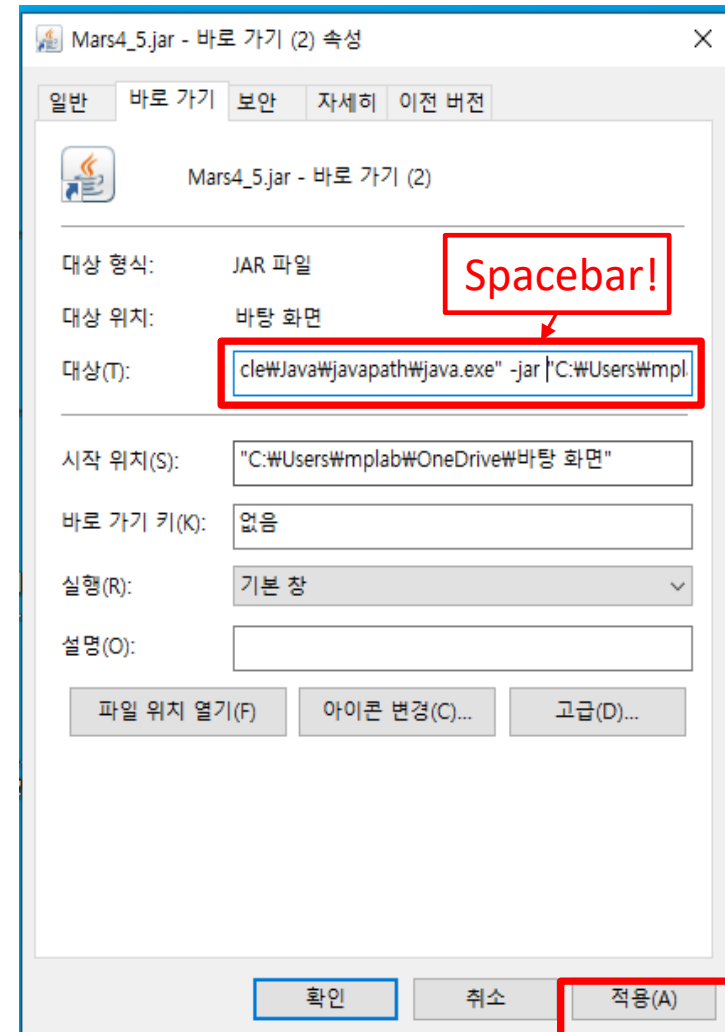 Mars4_5.jar - 바로 가기 (2) 속성
일반 바로 가기 보안 자세히 이전 버전
Mars4_5.jar - 바로 가기 (2)
대상 형식: JAR 파일
Spacebar!
대상 위치: 바탕 화면
대상(T): cle₩Java₩javapath₩java.exe" -jar "C:₩Users₩mpla
시작 위치(S): "C:₩Users₩mplab₩OneDrive₩바탕 화면"
바로 가기 키(K): 없음
실행(R): 기본 창
설명(O):
파일 위치 열기(F) 아이콘 변경(C)... 고급(D)...
확인 취소 적용(A)